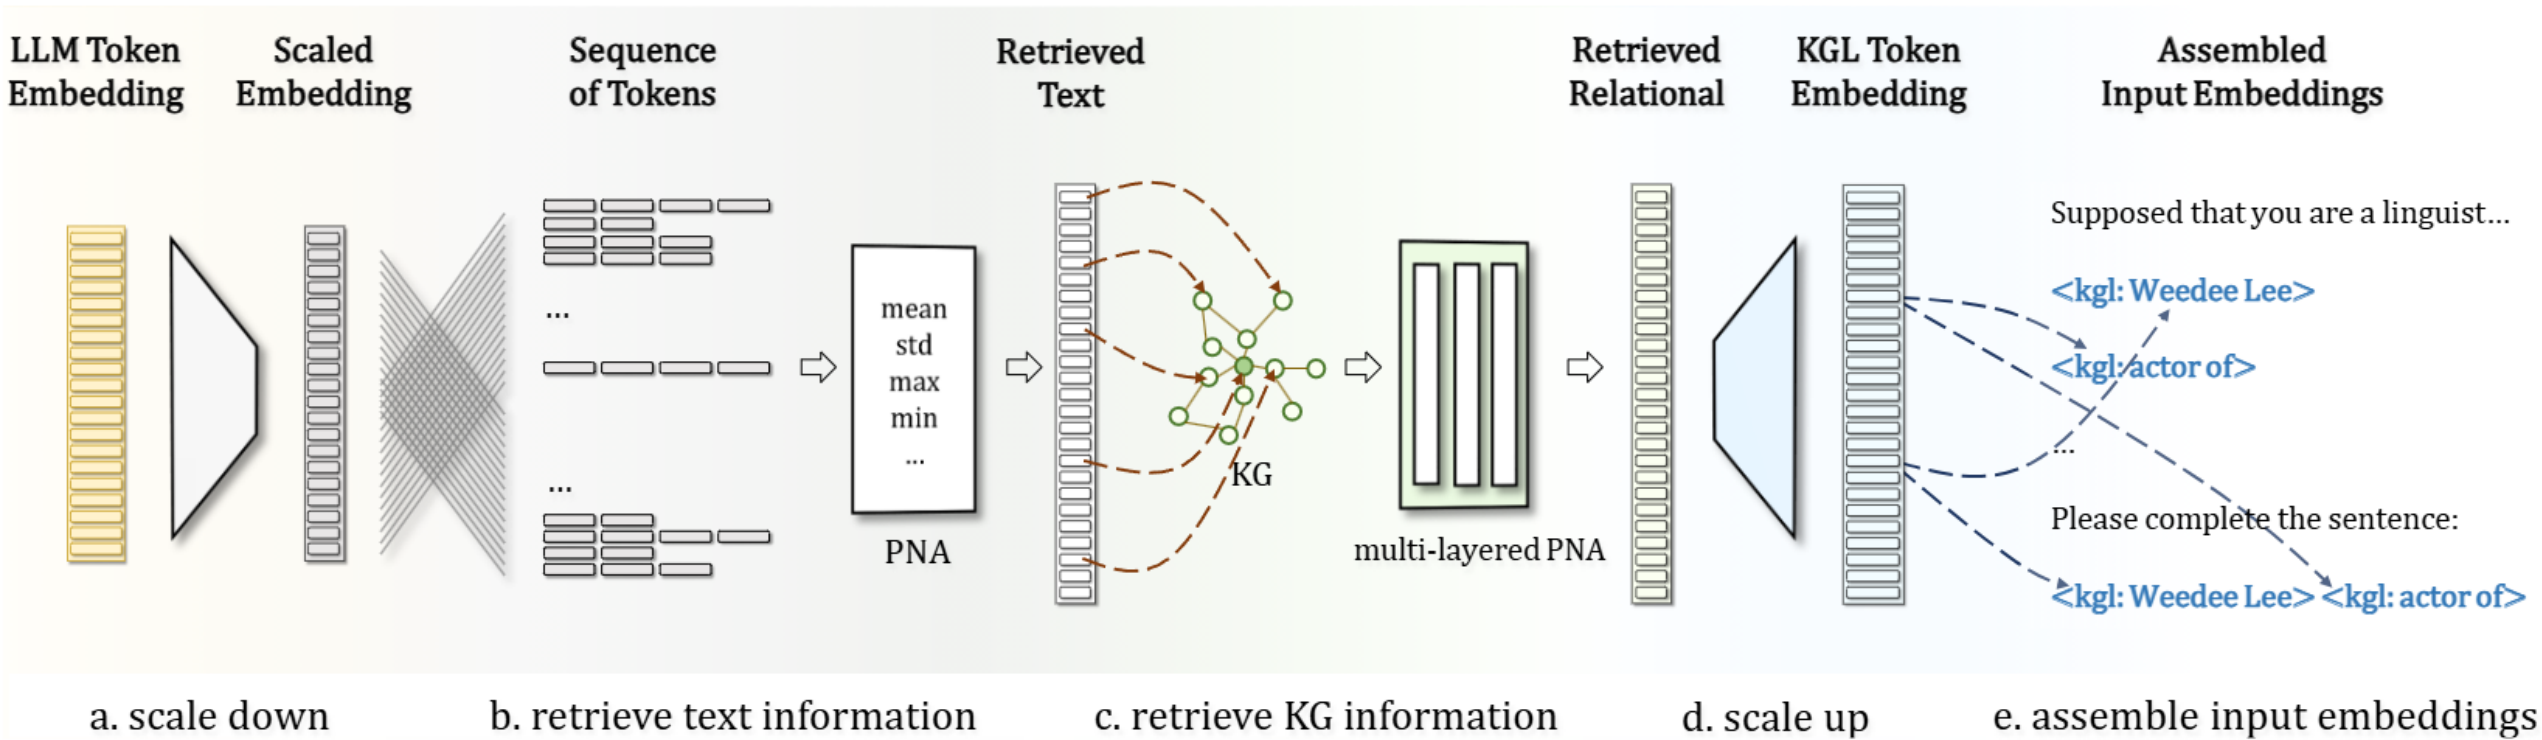 LLM Token
Embedding
Scaled
Embedding
Sequence
of Tokens
Retrieved
Text
Retrieved
Relational
KGL Token
Embedding
Assembled
Input Embeddings
...
...
mean
std
max
min
...
PNA
KG
multi-layered PNA
Supposed that you are a linguist...
<kgl: Weedee Lee>
<kgl: actor of>
...
Please complete the sentence:
<kgl: Weedee Lee> <kgl: actor of>
a. scale down
b. retrieve text information
c. retrieve KG information
d. scale up
e. assemble input embeddings